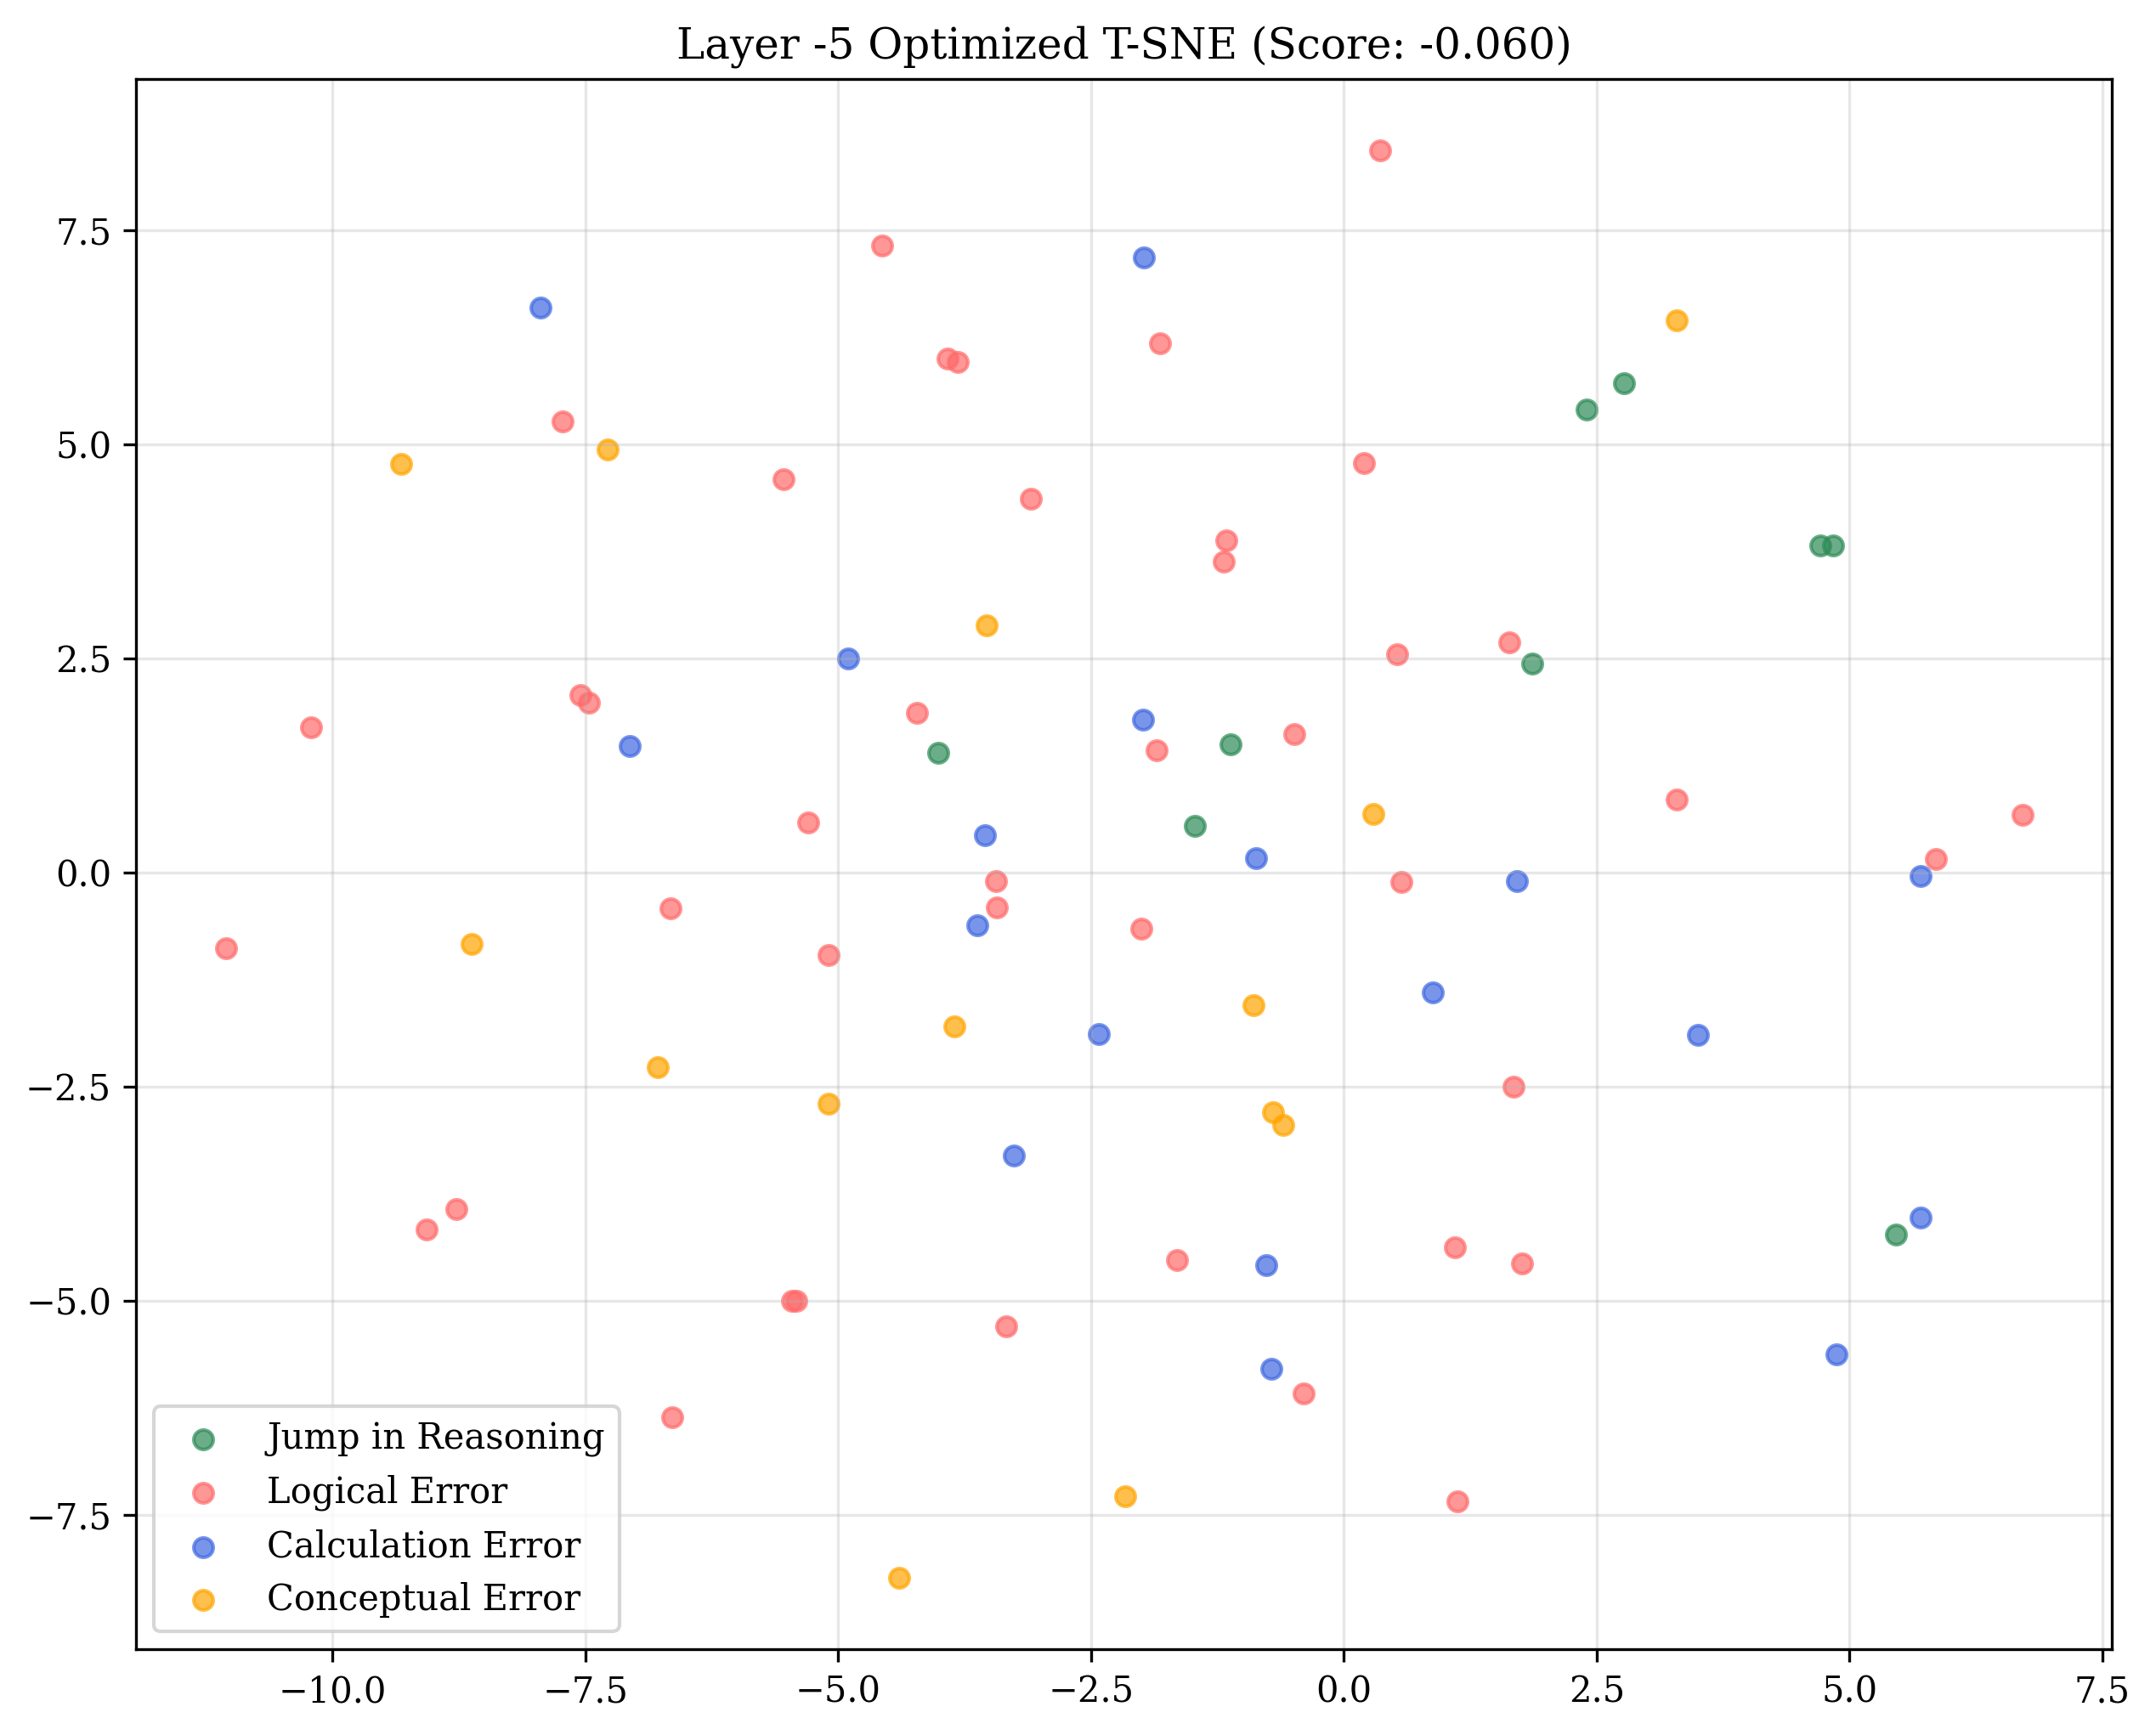 Layer -5 Optimized T-SNE (Score: -0.060)
7.5
5.0
2.5
0.0
−2.5
−5.0
−7.5
Jump in Reasoning
Logical Error
Calculation Error
Conceptual Error
−10.0 −7.5 −5.0 −2.5 0.0 2.5 5.0 7.5